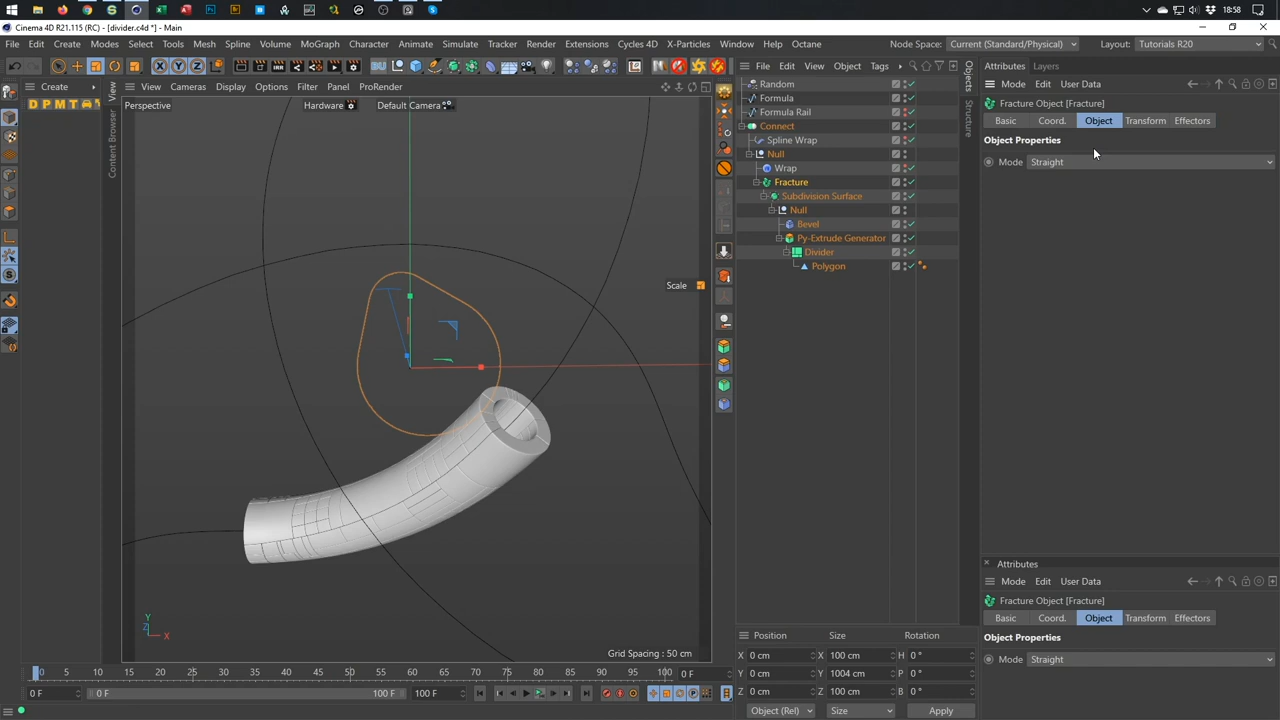 18:58
Cinema 4D R21.115 (RC) - [divider.c4d *] - Main
File Edit Create Modes Select Tools Mesh Spline Volume MoGraph Character Animate Simulate Tracker Render Extensions Cycles 4D X-Particles Window Help Octane
Node Space: Current (Standard/Physical) Layout: Tutorials R20
Create
View Cameras Display Options Filter Panel ProRender
File Edit View Object Tags
Attributes Layers
Mode Edit User Data
D P M T
View
Content Browser
Perspective Hardware Default Camera
Scale
Grid Spacing : 50 cm
Y
Z
X
Random
Formula
Formula Rail
Connect
Spline Wrap
Null
Wrap
Fracture
Subdivision Surface
Null
Bevel
Py-Extrude Generator
Divider
Polygon
Objects
Structure
Fracture Object [Fracture]
Basic Coord. Object Transform Effectors
Object Properties
Mode Straight
Attributes
Mode Edit User Data
Fracture Object [Fracture]
Basic Coord. Object Transform Effectors
Object Properties
Mode Straight
Position Size Rotation
X 0 cm X 100 cm H 0 °
Y 0 cm Y 1004 cm P 0 °
Z 0 cm Z 100 cm B 0 °
Object (Rel) Size Apply
0 5 10 15 20 25 30 35 40 45 50 55 60 65 70 75 80 85 90 95 100 0 F
0 F 0 F 100 F 100 F